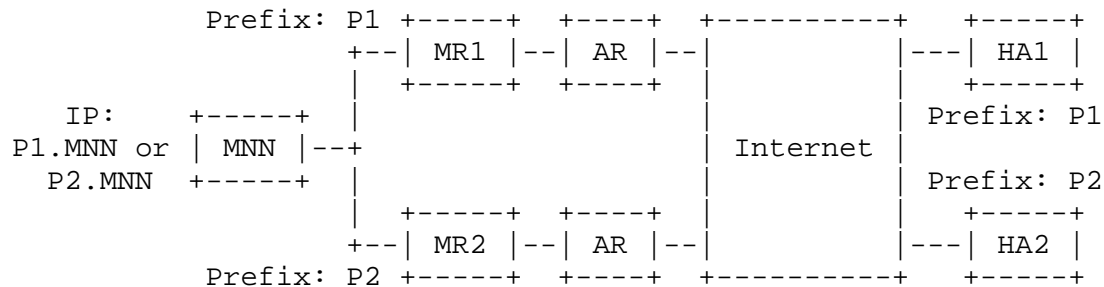 Prefix: P1 +-----+  +----+  +----------+   +-----+
                      +--| MR1 |--| AR |--|          |---| HA1 |
                      |  +-----+  +----+  |          |   +-----+
   IP:     +-----+    |                   |          | Prefix: P1
P1.MNN or  | MNN |--+                   | Internet |
  P2.MNN   +-----+    |                   |          | Prefix: P2
                      |  +-----+  +----+  |          |   +-----+
                      +--| MR2 |--| AR |--|          |---| HA2 |
           Prefix: P2 +-----+  +----+  +----------+   +-----+